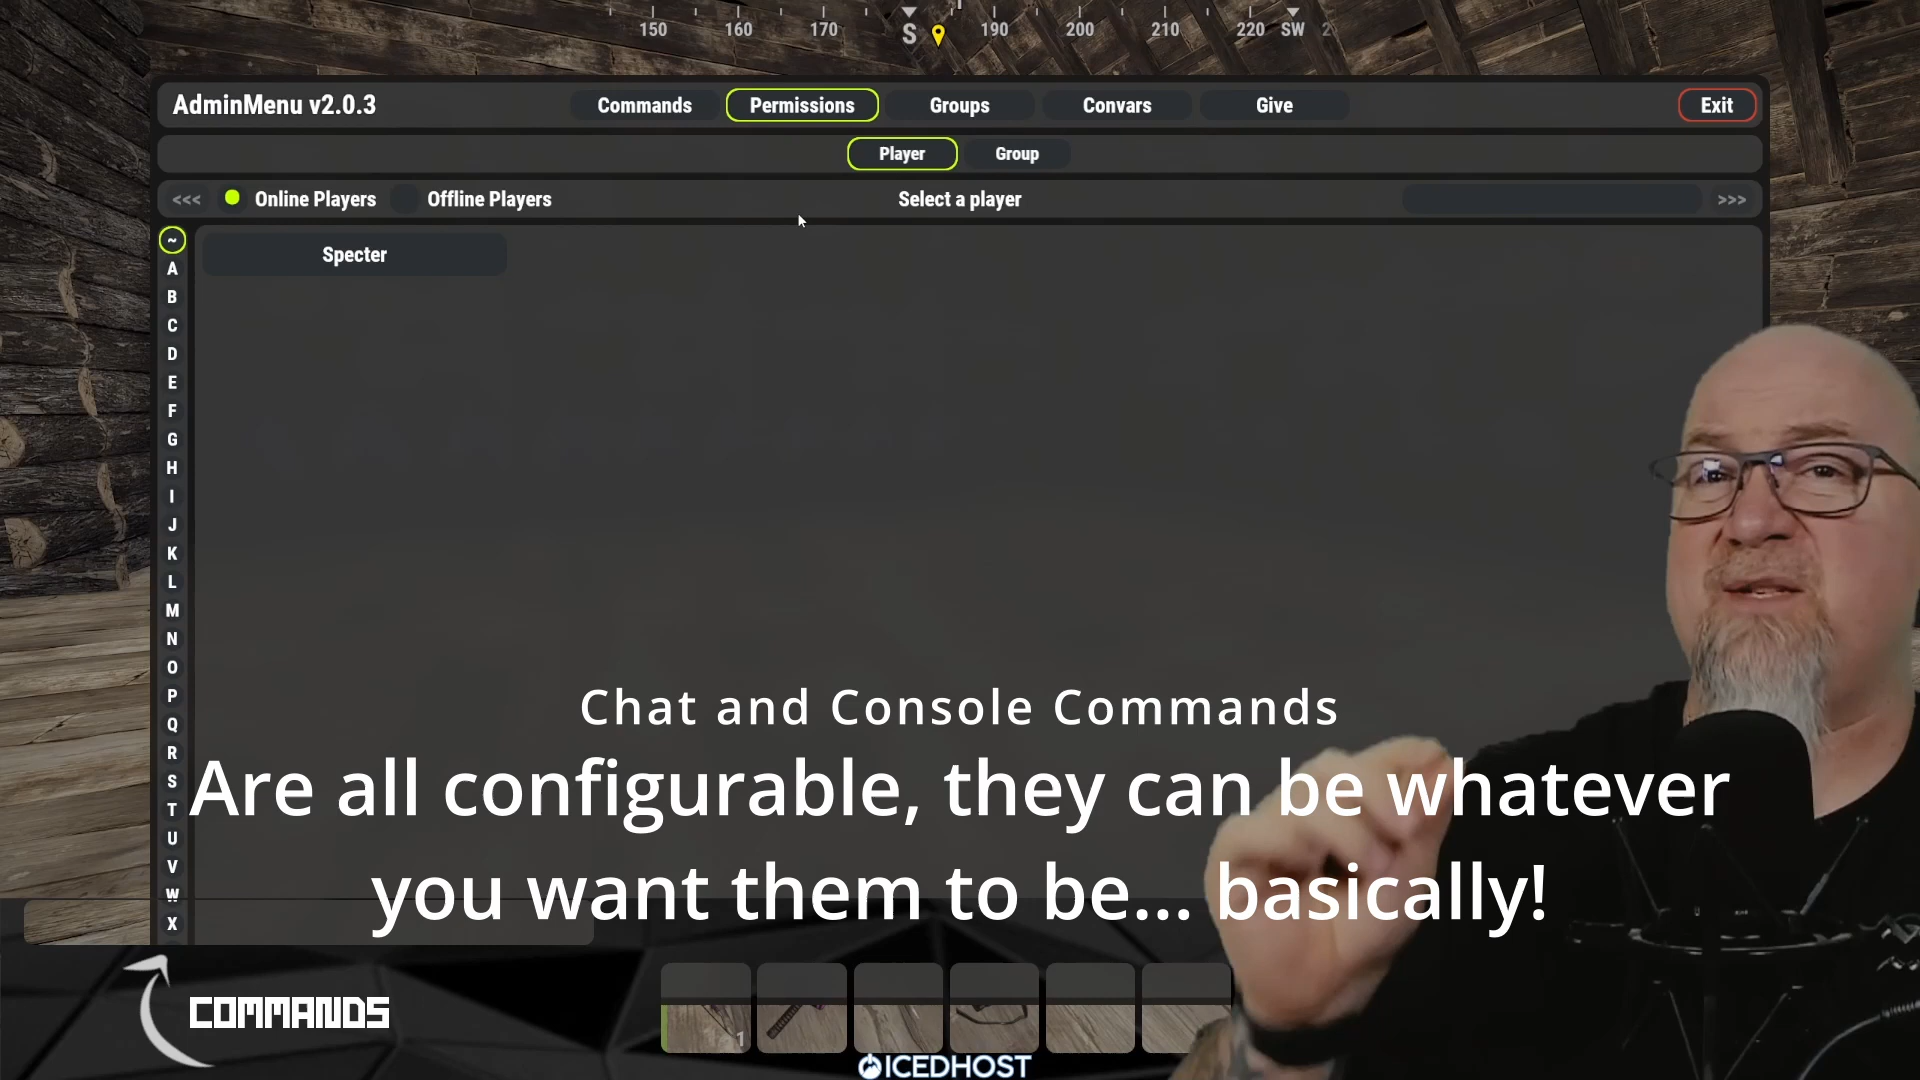 150 160 170 S 190 200 210 220 SW 2
AdminMenu v2.0.3 Commands Permissions Groups Convars Give Exit
Player Group
<<< Online Players Offline Players Select a player >>>
~ Specter
A
B
C
D
E
F
G
H
I
J
K
L
M
N
O
P
Q
R
S
T
U
V
W
X
Chat and Console Commands
Are all configurable, they can be whatever
you want them to be... basically!
COMMANDS
1
ICEDHOST